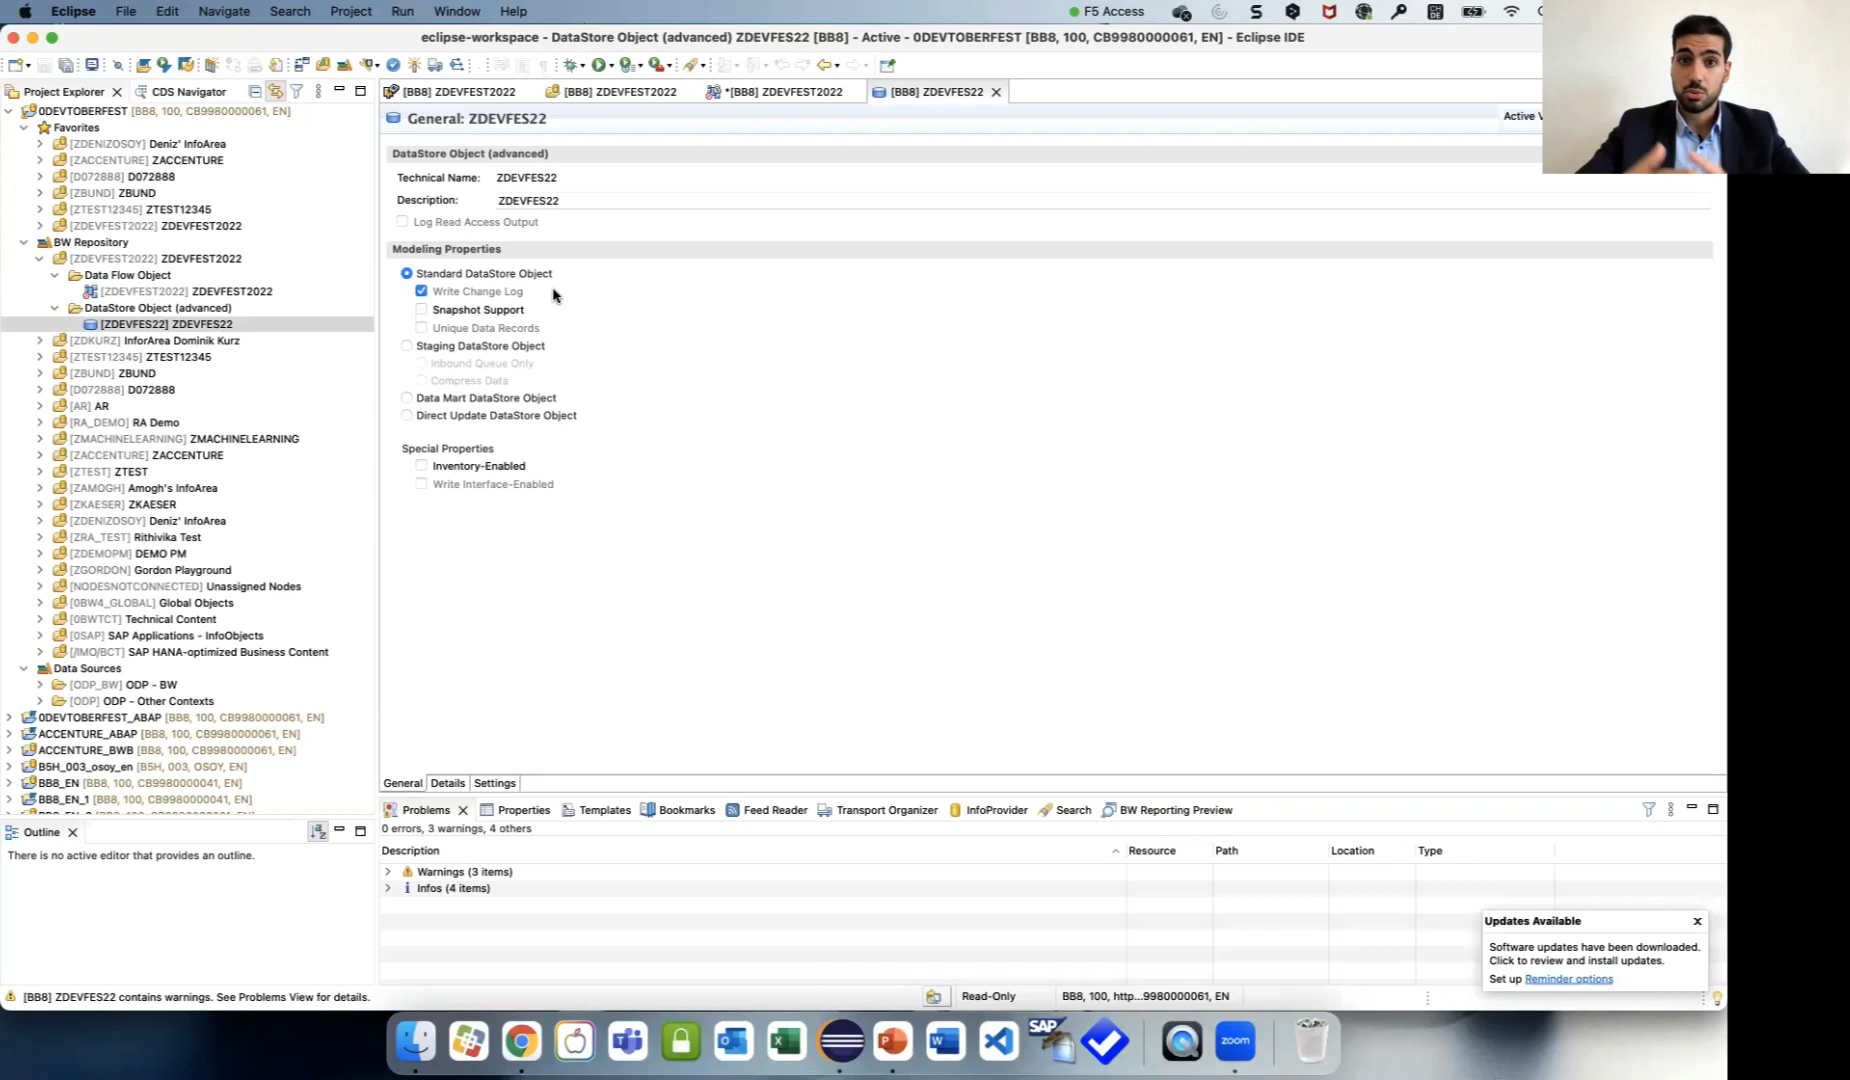 Eclipse File Edit Navigate Search Project Run Window Help
F5 Access
eclipse-workspace - DataStore Object (advanced) ZDEVFES22 [BB8] - Active - 0DEVTOBERFEST [BB8, 100, CB9980000061, EN] - Eclipse IDE
Project Explorer CDS Navigator
[BB8] ZDEVFEST2022 [BB8] ZDEVFEST2022 *[BB8] ZDEVFEST2022 [BB8] ZDEVFES22
0DEVTOBERFEST [BB8, 100, CB9980000061, EN]
Favorites
[ZDENIZOSOY] Deniz' InfoArea
[ZACCENTURE] ZACCENTURE
[D072888] D072888
[ZBUND] ZBUND
[ZTEST12345] ZTEST12345
[ZDEVFEST2022] ZDEVFEST2022
BW Repository
[ZDEVFEST2022] ZDEVFEST2022
Data Flow Object
[ZDEVFEST2022] ZDEVFEST2022
DataStore Object (advanced)
[ZDEVFES22] ZDEVFES22
[ZDKURZ] InforArea Dominik Kurz
[ZTEST12345] ZTEST12345
[ZBUND] ZBUND
[D072888] D072888
[AR] AR
[RA_DEMO] RA Demo
[ZMACHINELEARNING] ZMACHINELEARNING
[ZACCENTURE] ZACCENTURE
[ZTEST] ZTEST
[ZAMOGH] Amogh's InfoArea
[ZKAESER] ZKAESER
[ZDENIZOSOY] Deniz' InfoArea
[ZRA_TEST] Rithivika Test
[ZDEMOPM] DEMO PM
[ZGORDON] Gordon Playground
[NODESNOTCONNECTED] Unassigned Nodes
[0BW4_GLOBAL] Global Objects
[0BWTCT] Technical Content
[0SAP] SAP Applications - InfoObjects
[/IMO/BCT] SAP HANA-optimized Business Content
Data Sources
[ODP_BW] ODP - BW
[ODP] ODP - Other Contexts
0DEVTOBERFEST_ABAP [BB8, 100, CB9980000061, EN]
ACCENTURE_ABAP [BB8, 100, CB9980000061, EN]
ACCENTURE_BWB [BB8, 100, CB9980000061, EN]
B5H_003_osoy_en [B5H, 003, OSOY, EN]
BB8_EN [BB8, 100, CB9980000041, EN]
BB8_EN_1 [BB8, 100, CB9980000041, EN]
Outline
There is no active editor that provides an outline.
General: ZDEVFES22
Active V
DataStore Object (advanced)
Technical Name: ZDEVFES22
Description: ZDEVFES22
Log Read Access Output
Modeling Properties
Standard DataStore Object
Write Change Log
Snapshot Support
Unique Data Records
Staging DataStore Object
Inbound Queue Only
Compress Data
Data Mart DataStore Object
Direct Update DataStore Object
Special Properties
Inventory-Enabled
Write Interface-Enabled
General Details Settings
Problems Properties Templates Bookmarks Feed Reader Transport Organizer InfoProvider Search BW Reporting Preview
0 errors, 3 warnings, 4 others
Description Resource Path Location Type
Warnings (3 items)
Infos (4 items)
Updates Available
Software updates have been downloaded.
Click to review and install updates.
Set up Reminder options
[BB8] ZDEVFES22 contains warnings. See Problems View for details.
Read-Only BB8, 100, http...9980000061, EN
SAP
zoom